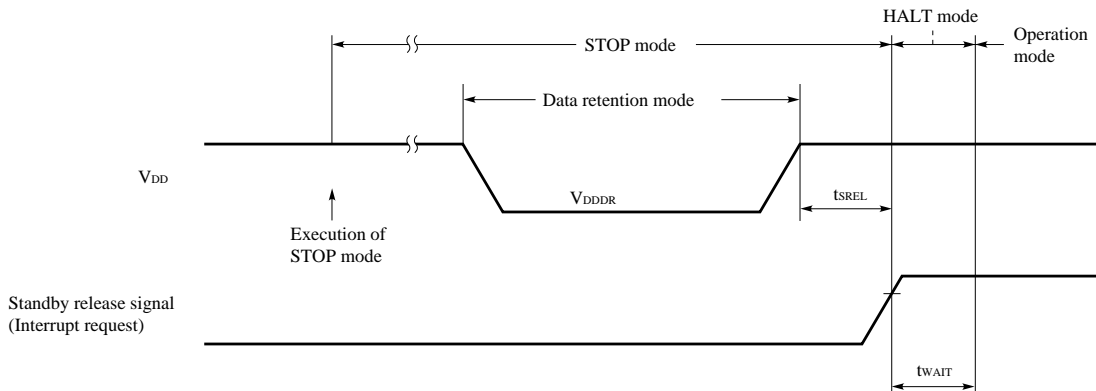 HALT mode
STOP mode
Operation
mode
Data retention mode
VDD
VDDDR
tSREL
Execution of
STOP mode
Standby release signal
(Interrupt request)
tWAIT